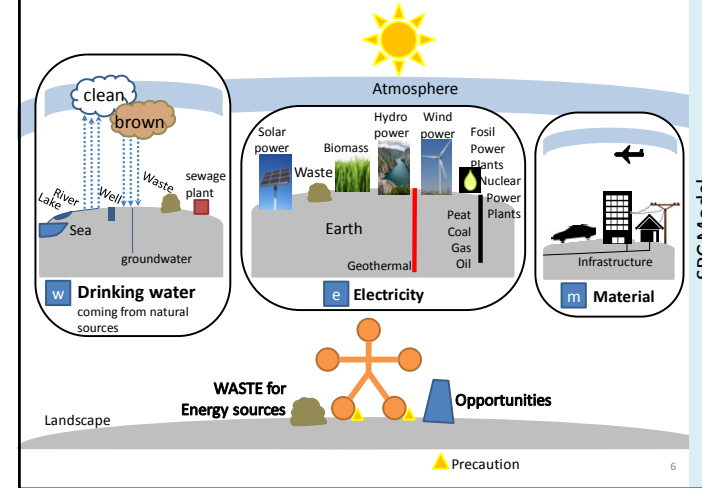 Atmosphere
clean
brown
Lake
River
Well
Waste
sewage
plant
Sea
groundwater
w Drinking water
coming from natural
sources
Solar
power
Waste
Biomass
Hydro
power
Wind
power
Fosil
Power
Plants
Nuclear
Power
Plants
Earth
Peat
Coal
Gas
Oil
Geothermal
e Electricity
Infrastructure
m Material
WASTE for
Energy sources
Opportunities
Landscape
Precaution
6